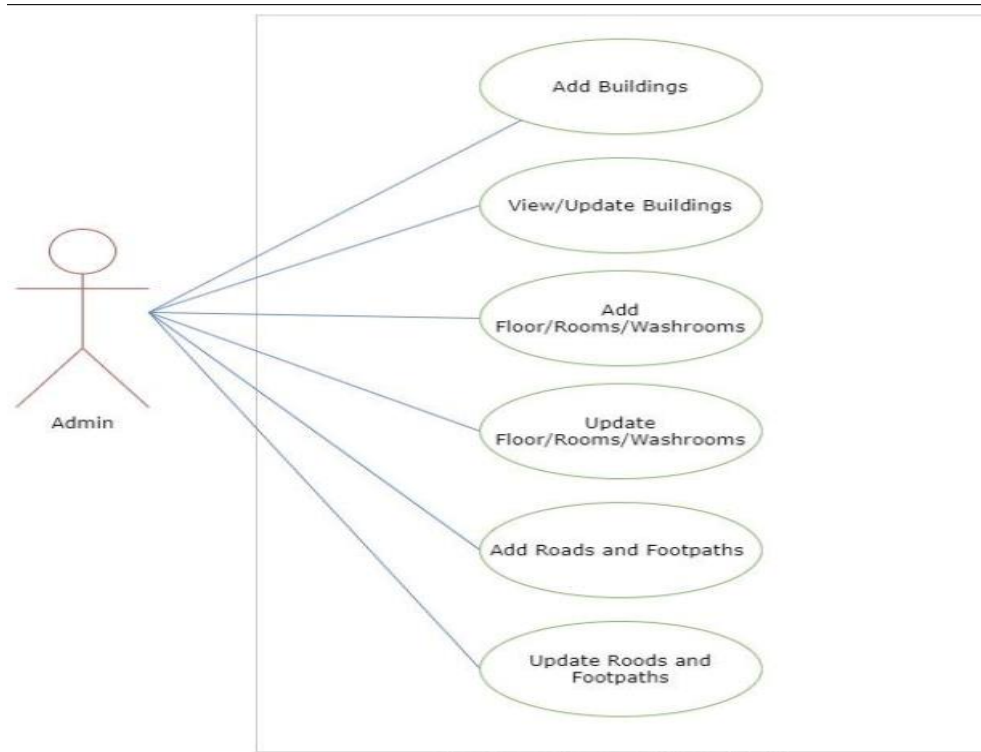 Add Buildings
View/Update Buildings
Add
Floor/Rooms/Washrooms
Admin
Update
Floor/Rooms/Washrooms
Add Roads and Footpaths
Update Roods and
Footpaths